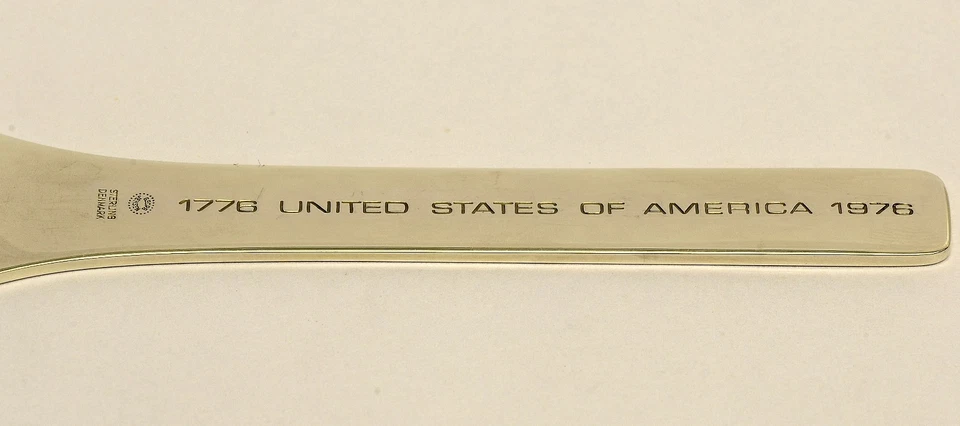 STERLING
DENMARK
1776 UNITED STATES OF AMERICA 1976